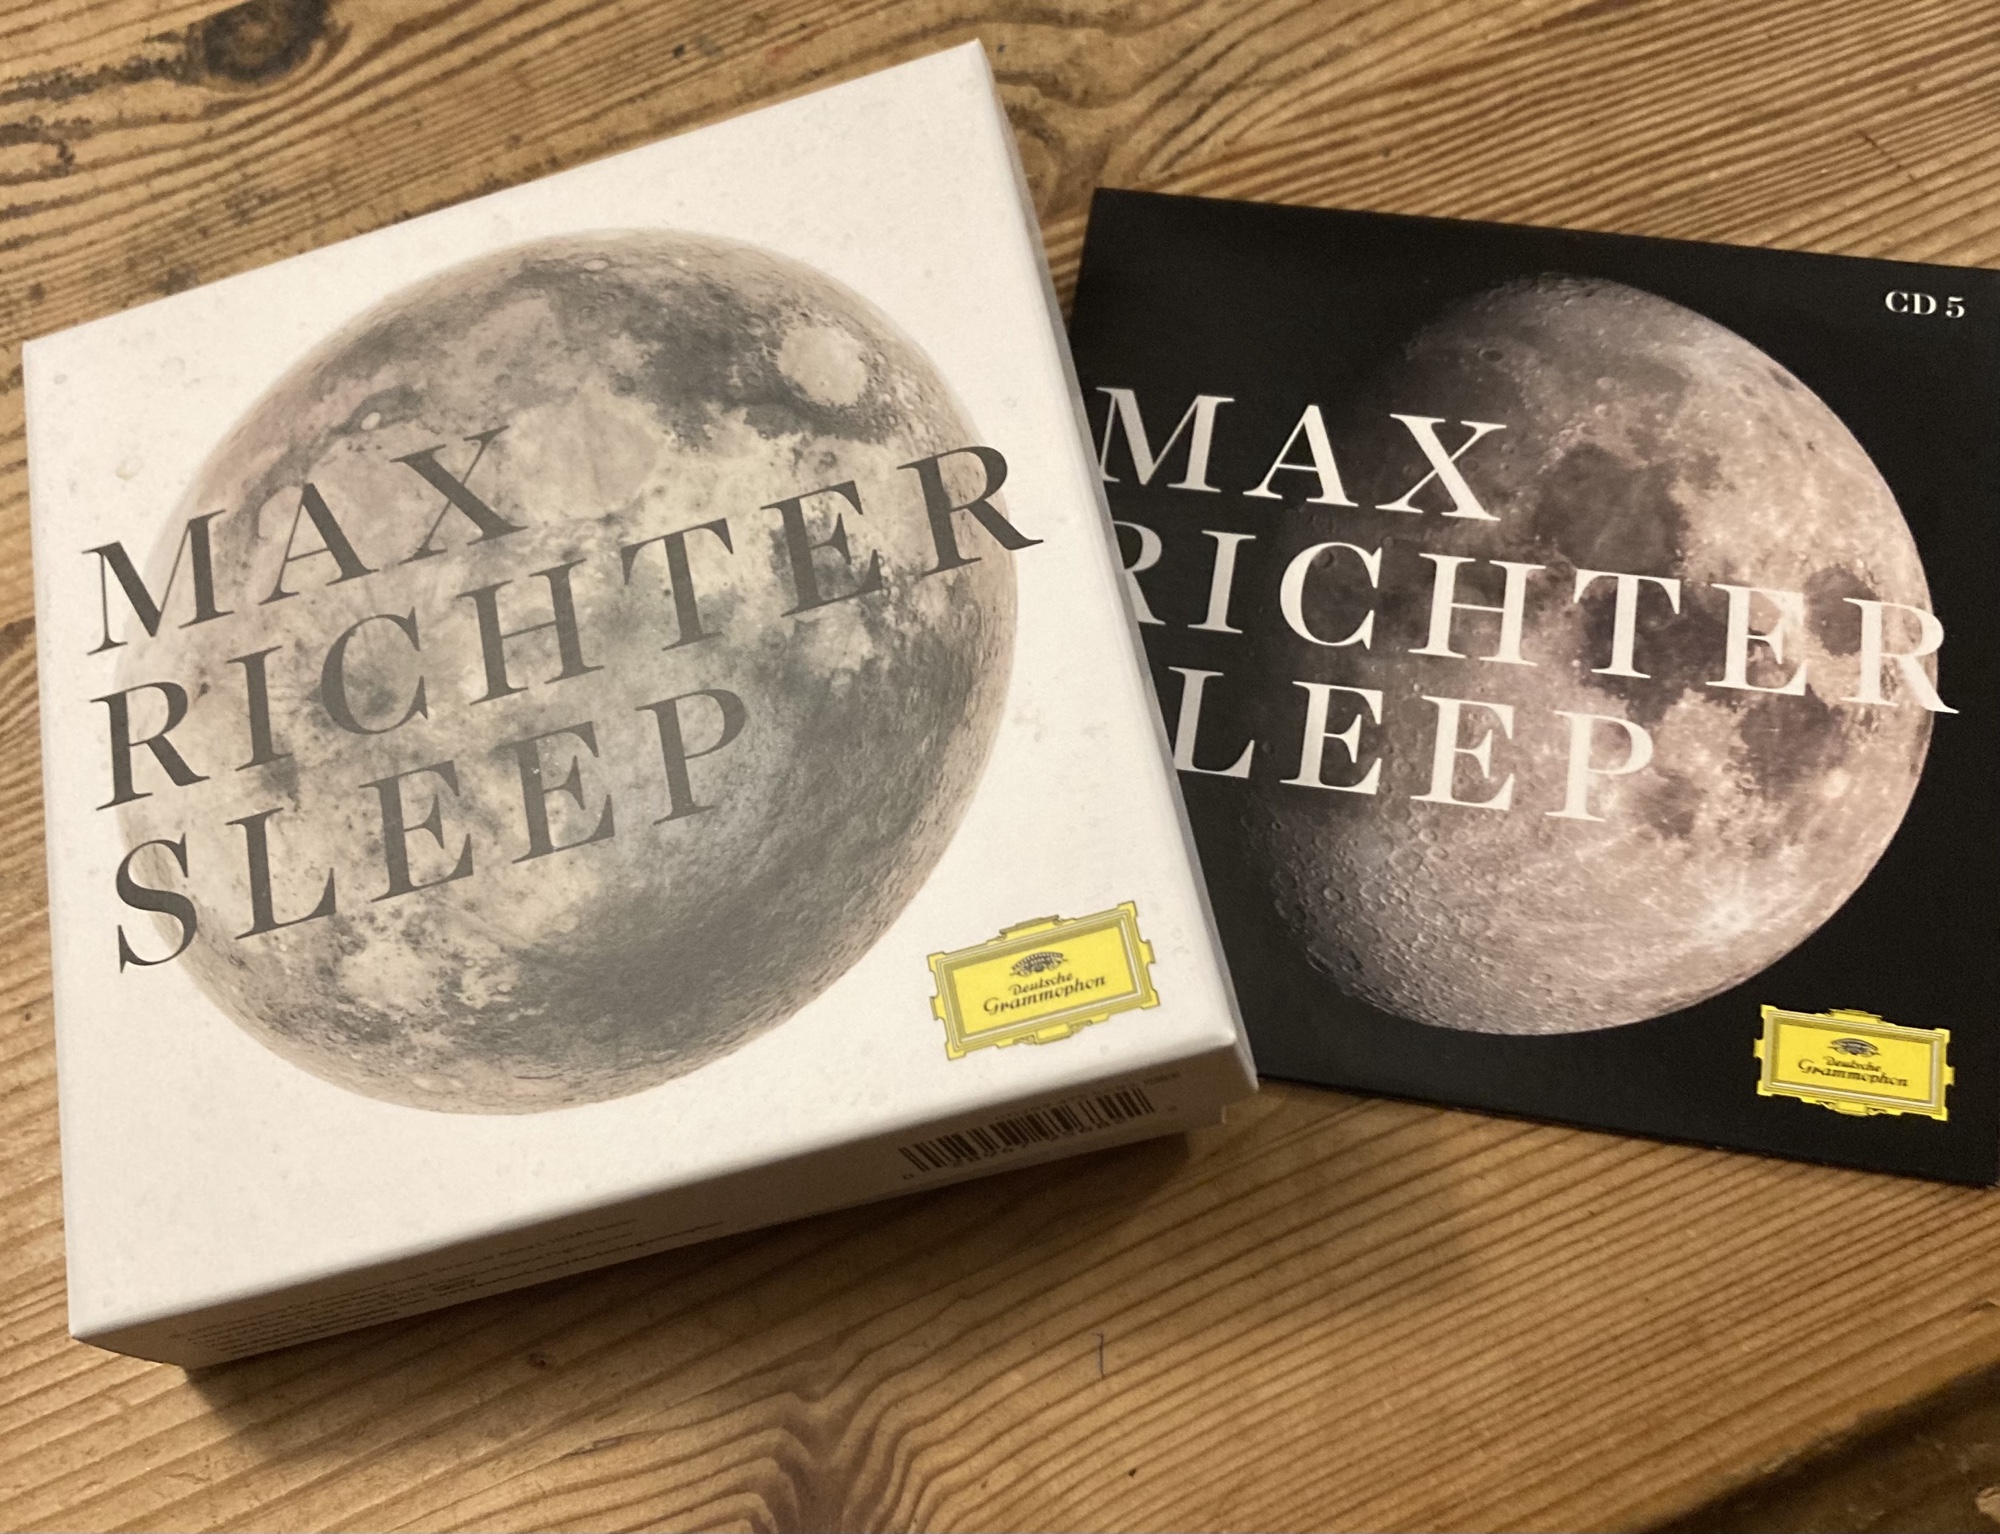 MAX
RICHTER
SLEEP
Deutsche
Grammophon
CD 5
MAX
RICHTER
LEEP
Deutsche
Grammophon